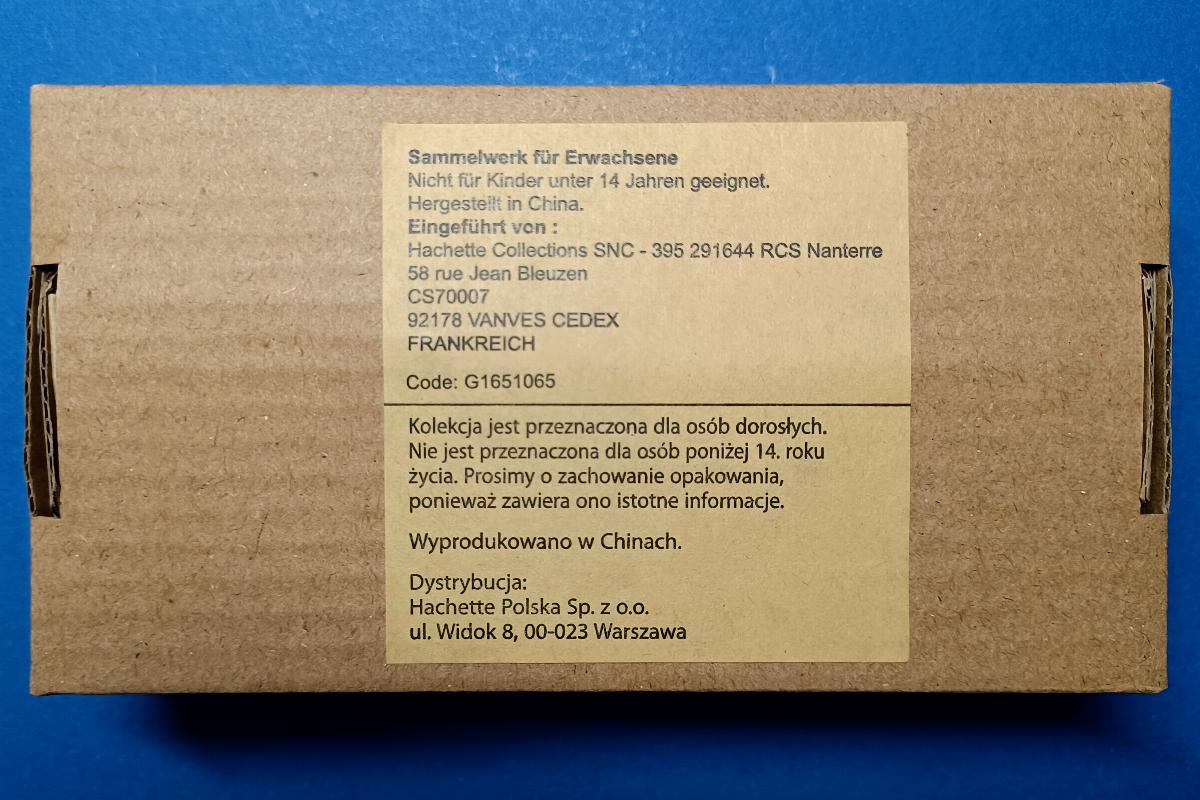 Sammelwerk für Erwachsene
Nicht für Kinder unter 14 Jahren geeignet.
Hergestellt in China.
Eingeführt von :
Hachette Collections SNC - 395 291644 RCS Nanterre
58 rue Jean Bleuzen
CS70007
92178 VANVES CEDEX
FRANKREICH
Code: G1651065
Kolekcja jest przeznaczona dla osób dorosłych.
Nie jest przeznaczona dla osób poniżej 14. roku
życia. Prosimy o zachowanie opakowania,
ponieważ zawiera ono istotne informacje.
Wyprodukowano w Chinach.
Dystrybucja:
Hachette Polska Sp. z o.o.
ul. Widok 8, 00-023 Warszawa